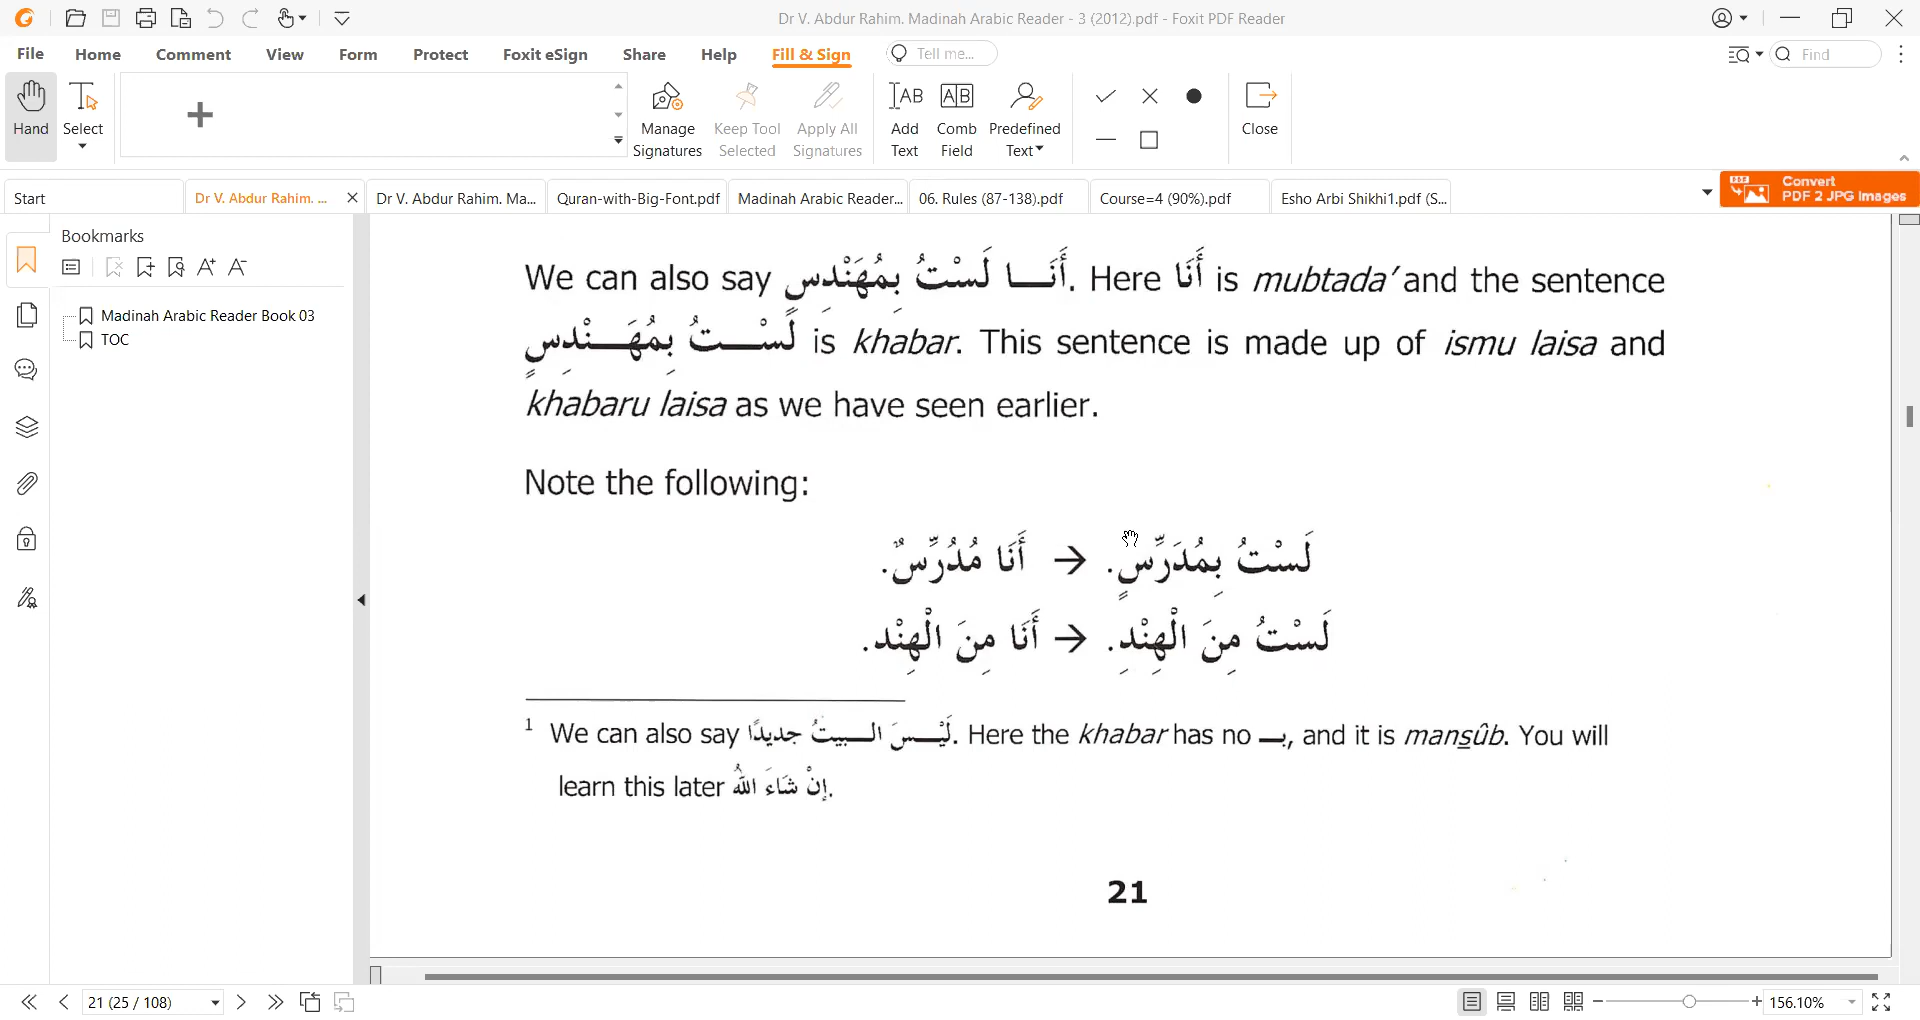 Dr V. Abdur Rahim. Madinah Arabic Reader - 3 (2012).pdf - Foxit PDF Reader
File Home Comment View Form Protect Foxit eSign Share Help Fill & Sign Tell me... Find
Hand Select Manage Signatures Keep Tool Selected Apply All Signatures Add Text Comb Field Predefined Text Close
Start Dr V. Abdur Rahim. ... Dr V. Abdur Rahim. Ma... Quran-with-Big-Font.pdf Madinah Arabic Reader... 06. Rules (87-138).pdf Course=4 (90%).pdf Esho Arbi Shikhi1.pdf (S... Convert PDF 2 JPG Images
Bookmarks
Madinah Arabic Reader Book 03
TOC
We can also say أَنَـــا لَسْتُ بِمُهَنْدِسٍ. Here أَنَا is mubtada’ and the sentence
لَسْـــتُ بِمُهَـــنْدِسٍ is khabar. This sentence is made up of ismu laisa and
khabaru laisa as we have seen earlier.
Note the following:
أَنَا مُدَُرِّسٌ. → لَسْتُ بِمُدَرِّسٍ.
أَنَا مِنَ الْهِنْدِ. → لَسْتُ مِنَ الْهِنْدِ.
1 We can also say لَيْـــسَ الـــبيتُ جديدًا. Here the khabar has no بـ, and it is mansûb. You will
learn this later إِنْ شَاءَ اللهُ.
21
21 (25 / 108) 156.10%